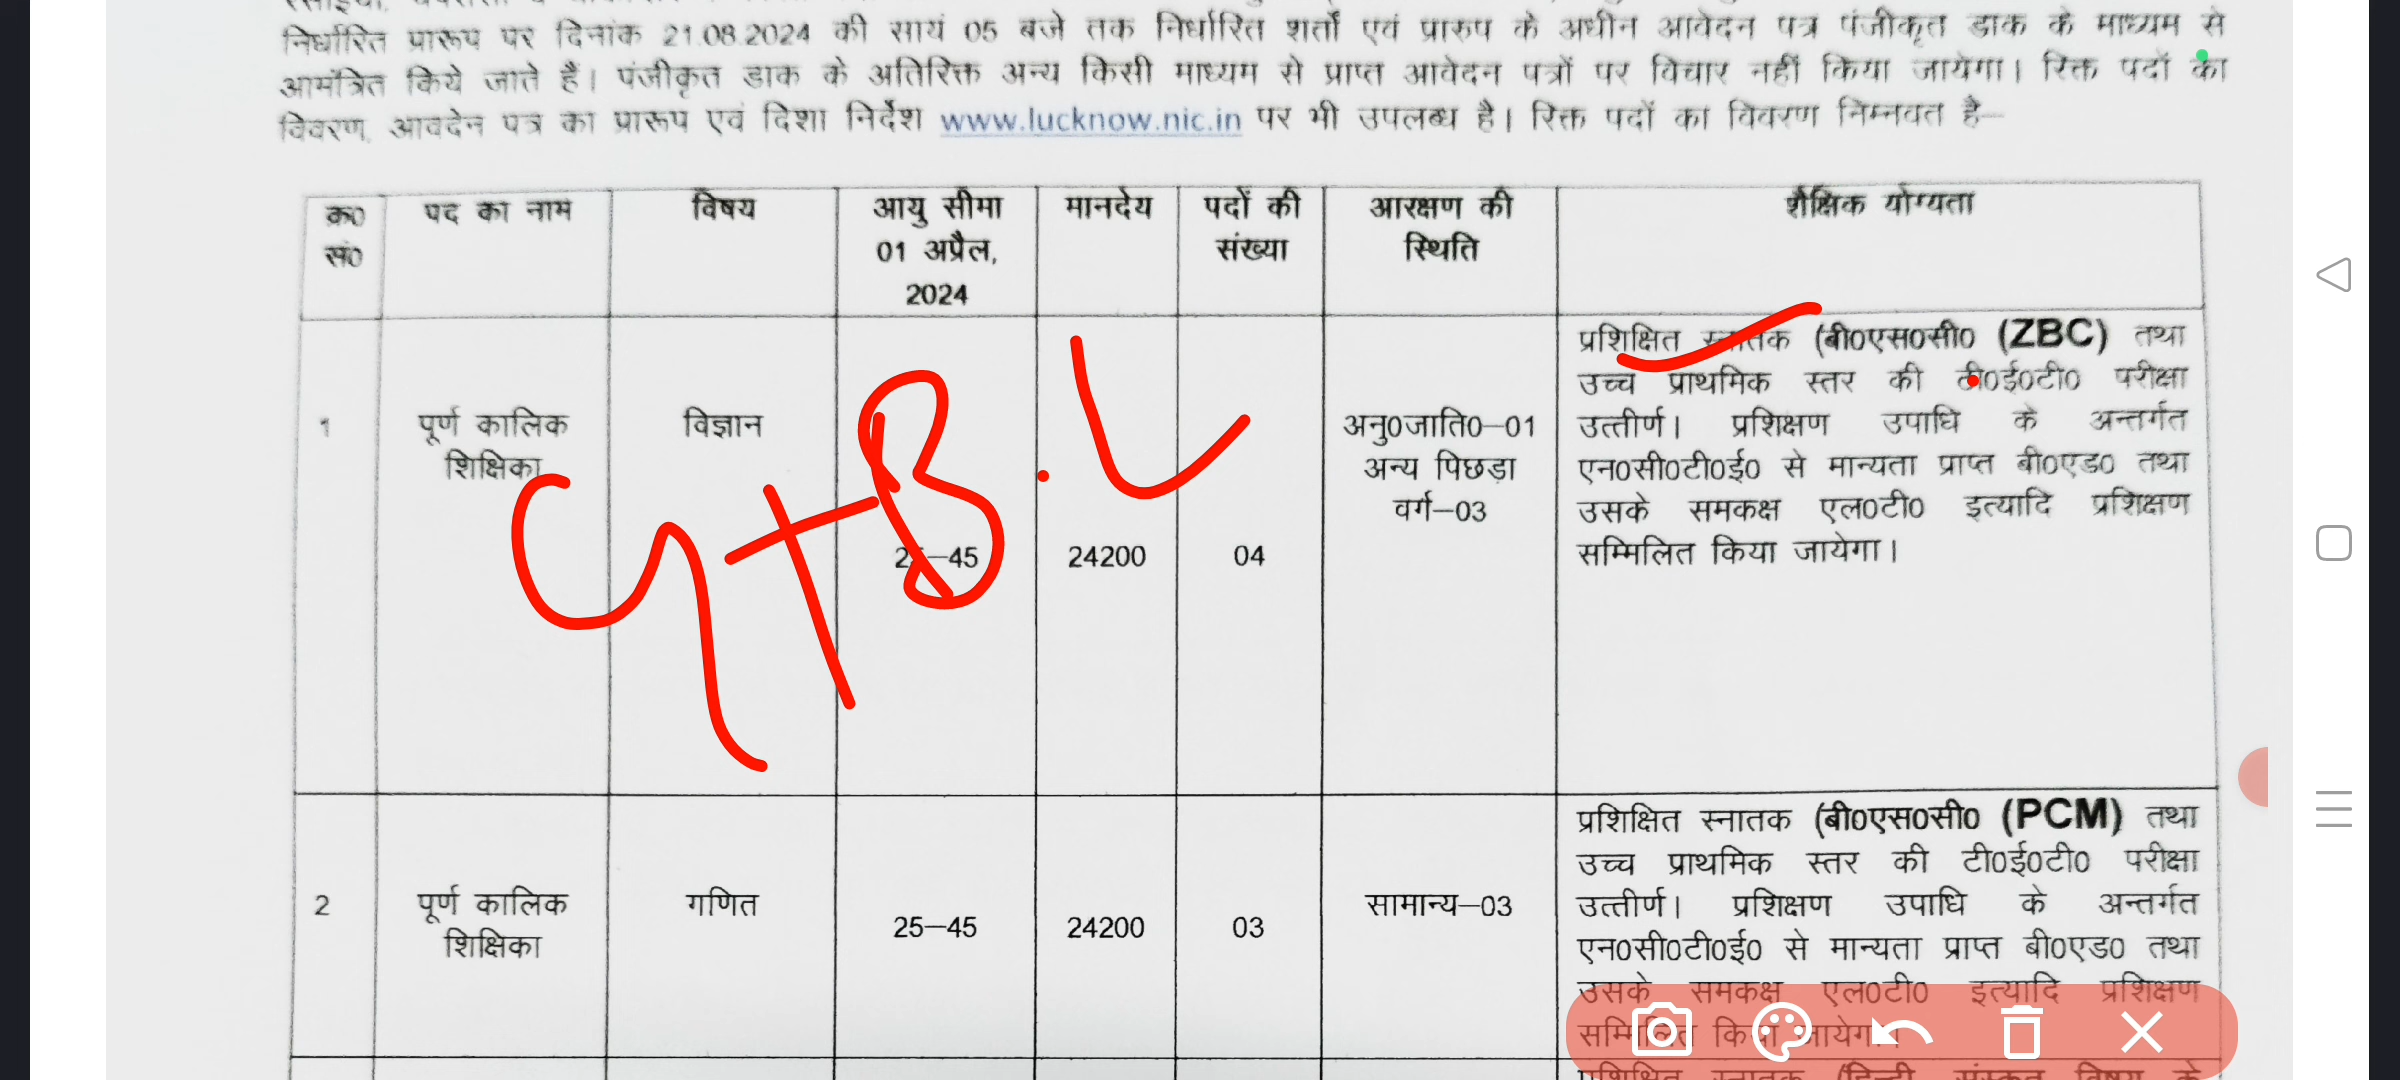 निर्धारित प्रारूप पर दिनांक 21.08.2024 की सायं 05 बजे तक निर्धारित शर्तों एवं प्रारुप के अधीन आवेदन पत्र पंजीकृत डाक के माध्यम से
आमंत्रित किये जाते हैं। पंजीकृत डाक के अतिरिक्त अन्य किसी माध्यम से प्राप्त आवेदन पत्रों पर विचार नहीं किया जायेगा। रिक्त पदों का
विवरण, आवदेन पत्र का प्रारूप एवं दिशा निर्देश www.lucknow.nic.in पर भी उपलब्ध है। रिक्त पदों का विवरण निम्नवत है—
क्र0 सं0
पद का नाम
विषय
आयु सीमा
01 अप्रैल,
2024
मानदेय
पदों की
संख्या
आरक्षण की
स्थिति
शैक्षिक योग्यता
1
पूर्ण कालिक
शिक्षिका
विज्ञान
25—45
24200
04
अनु0जाति0—01
अन्य पिछड़ा
वर्ग—03
प्रशिक्षित स्नातक (बी0एस0सी0 (ZBC) तथा
उच्च प्राथमिक स्तर की टी0ई0टी0 परीक्षा
उत्तीर्ण। प्रशिक्षण उपाधि के अन्तर्गत
एन0सी0टी0ई0 से मान्यता प्राप्त बी0एड0 तथा
उसके समकक्ष एल0टी0 इत्यादि प्रशिक्षण
सम्मिलित किया जायेगा।
2
पूर्ण कालिक
शिक्षिका
गणित
25—45
24200
03
सामान्य—03
प्रशिक्षित स्नातक (बी0एस0सी0 (PCM) तथा
उच्च प्राथमिक स्तर की टी0ई0टी0 परीक्षा
उत्तीर्ण। प्रशिक्षण उपाधि के अन्तर्गत
एन0सी0टी0ई0 से मान्यता प्राप्त बी0एड0 तथा
उसके समकक्ष एल0टी0 इत्यादि प्रशिक्षण
सम्मिलित किया जायेगा।